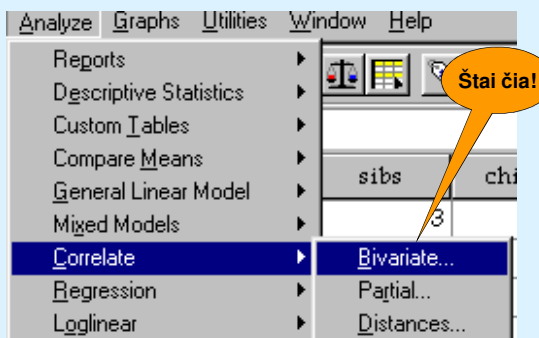 Analyze Graphs Utilities Window Help
Reports
Descriptive Statistics
Štai čia!
Custom Tables
Compare Means
sibs chi
General Linear Model
Mixed Models
3
Correlate Bivariate...
Regression Partial...
Loglinear Distances...